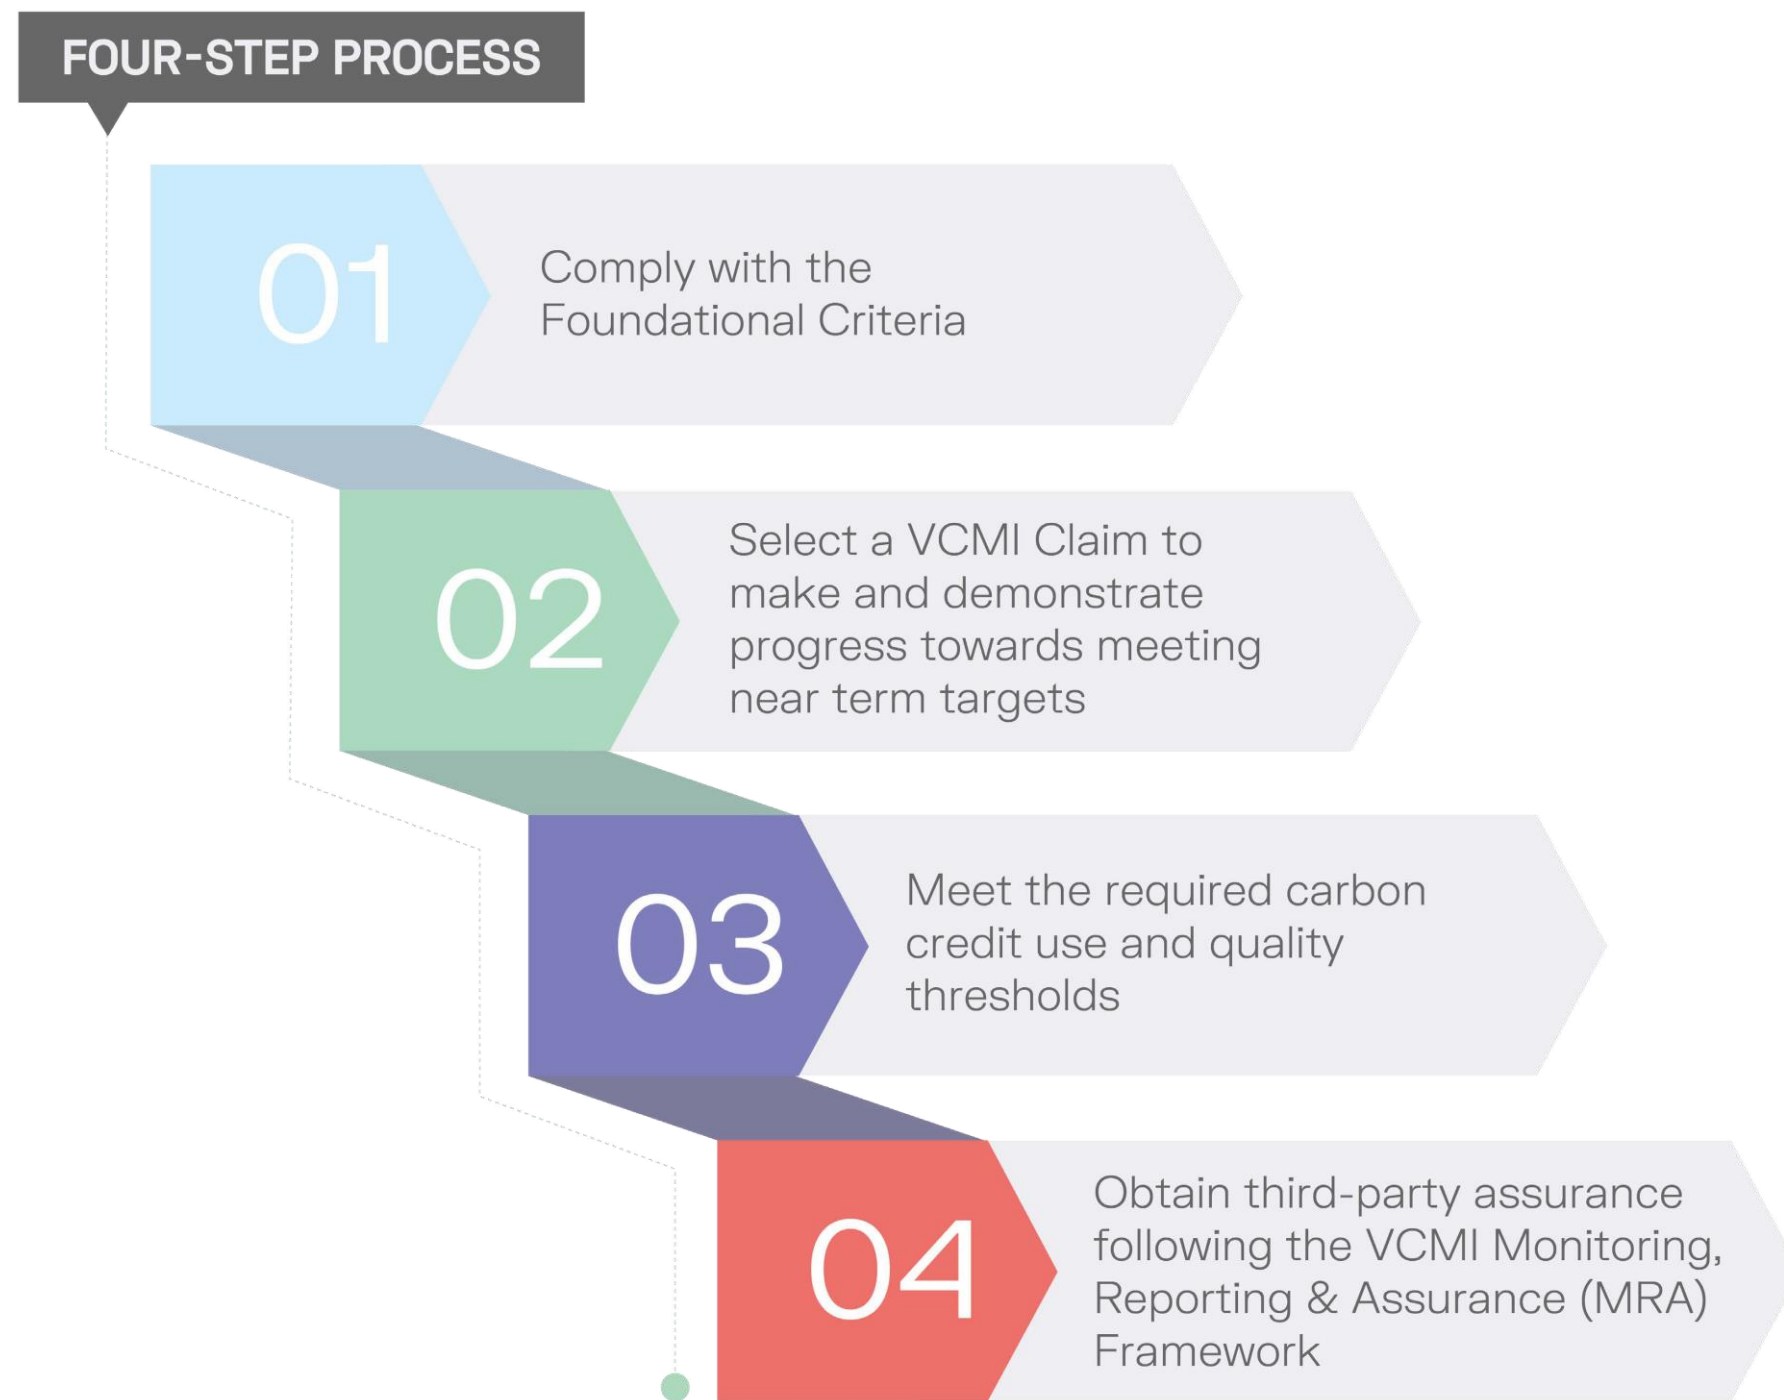 FOUR-STEP PROCESS
01
Comply with the
Foundational Criteria
02
Select a VCMI Claim to
make and demonstrate
progress towards meeting
near term targets
03
Meet the required carbon
credit use and quality
thresholds
04
Obtain third-party assurance
following the VCMI Monitoring,
Reporting & Assurance (MRA)
Framework